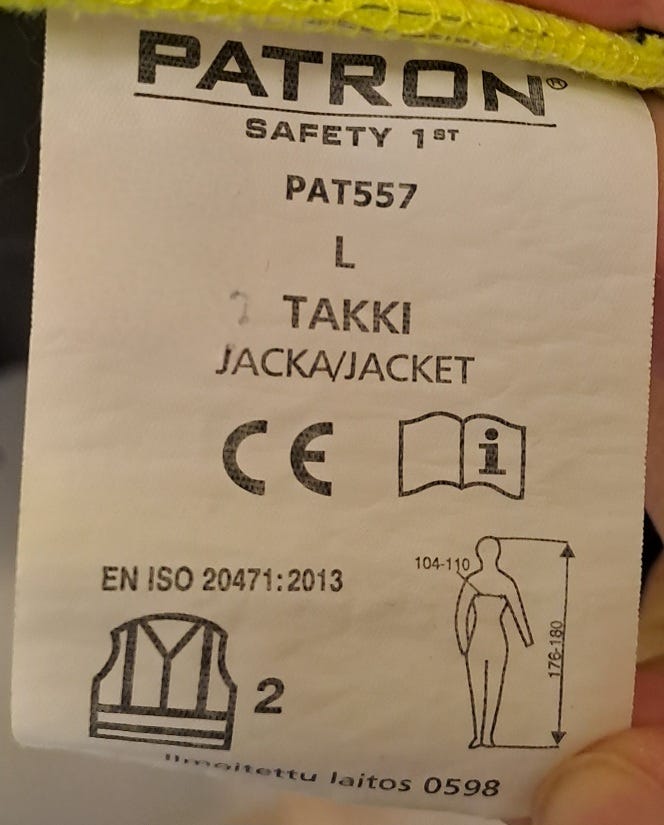 PATRON®
SAFETY 1ST
PAT557
L
TAKKI
JACKA/JACKET
CE
i
104-110
EN ISO 20471:2013
176-180
2
Ilmoitettu laitos 0598